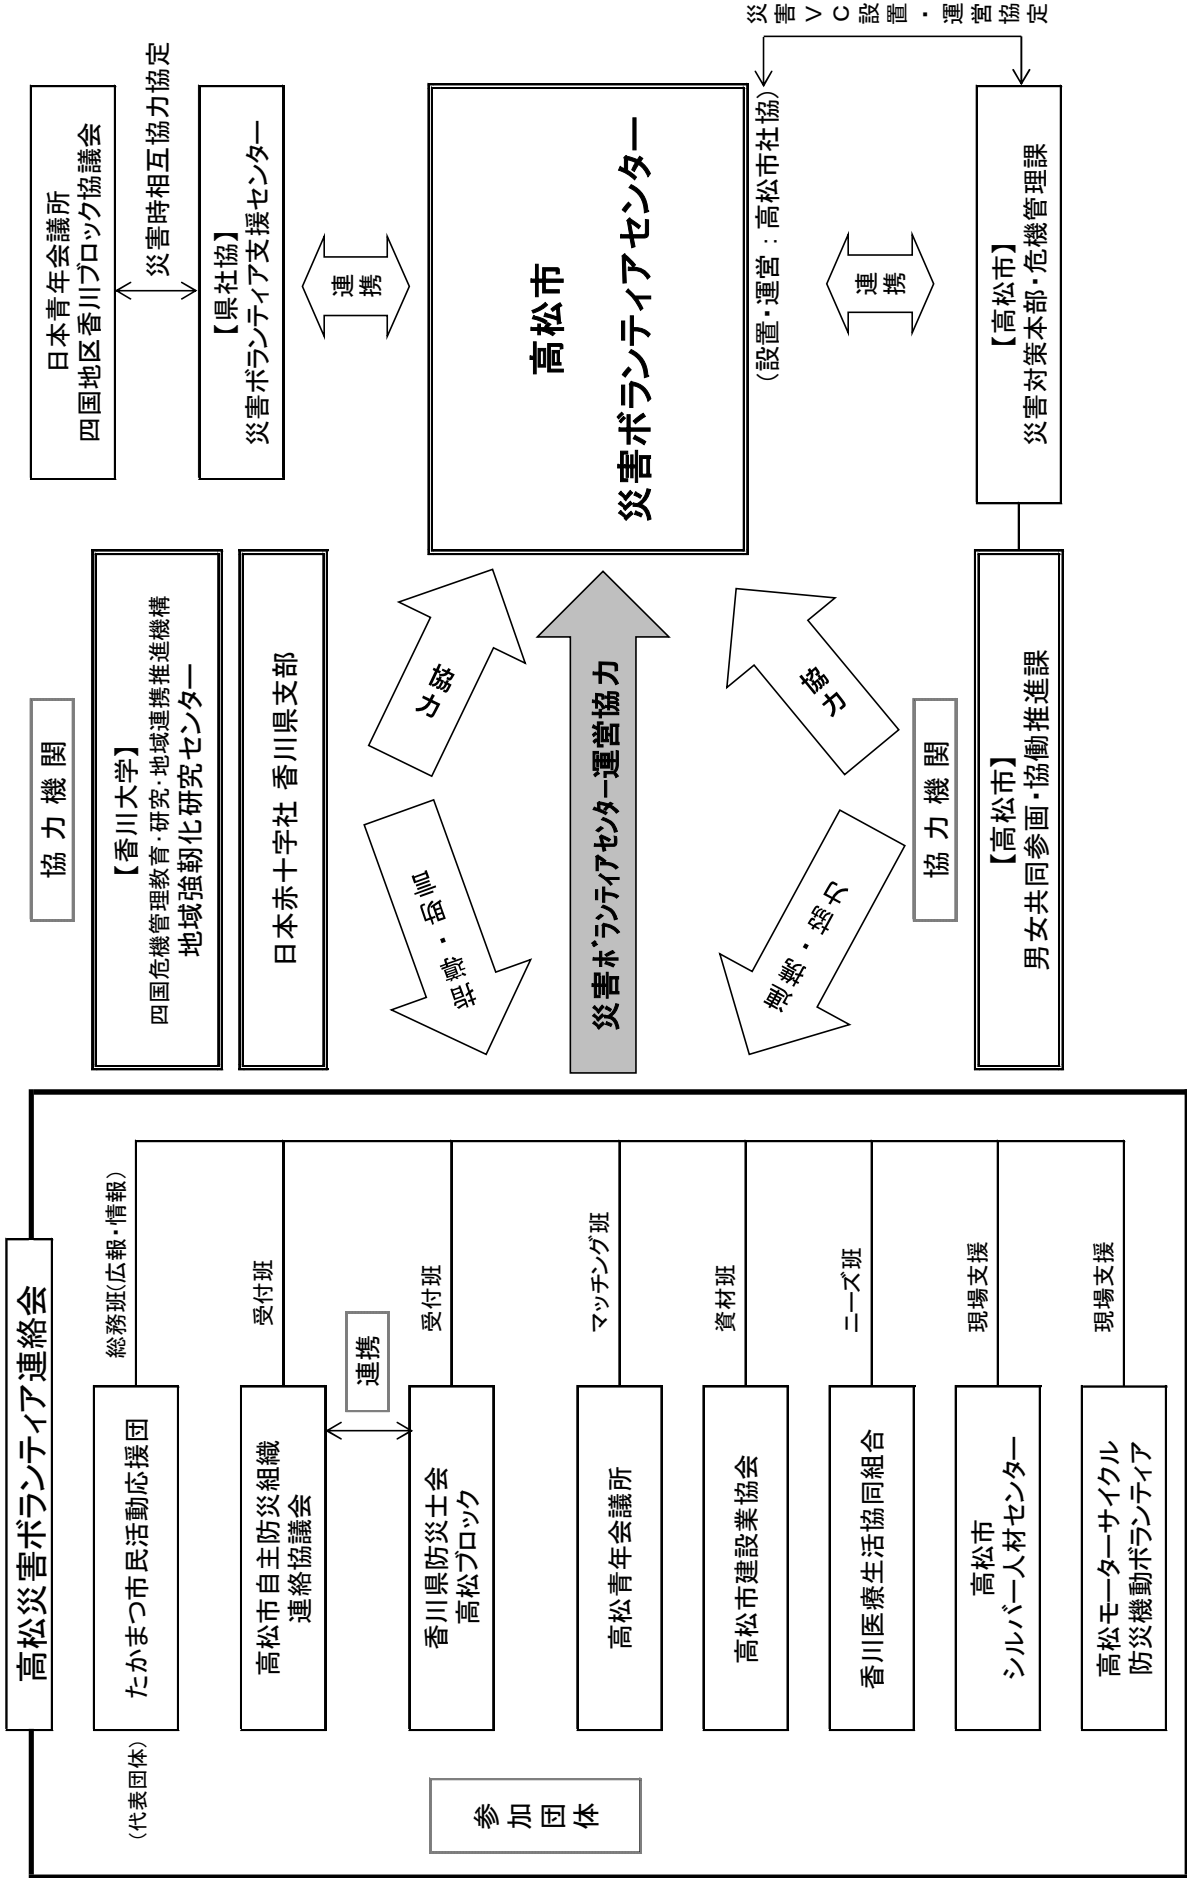 高松災害ボランティア連絡会
参加団体
(代表団体)
たかまつ市民活動応援団
総務班(広報・情報)
高松市自主防災組織
連絡協議会
受付班
連携
香川県防災士会
高松ブロック
受付班
高松青年会議所
マッチング班
高松市建設業協会
資材班
香川医療生活協同組合
ニーズ班
高松市
シルバー人材センター
現場支援
高松モーターサイクル
防災機動ボランティア
現場支援
協力機関
【香川大学】
四国危機管理教育・研究・地域連携推進機構
地域強靭化研究センター
日本赤十字社 香川県支部
指導・助言
協力
災害ボランティアセンター運営協力
連携・協力
協力
協力機関
【高松市】
男女共同参画・協働推進課
日本青年会議所
四国地区香川ブロック協議会
災害時相互協力協定
【県社協】
災害ボランティア支援センター
連携
高松市
災害ボランティアセンター
(設置・運営:高松市社協)
連携
【高松市】
災害対策本部・危機管理課
災害VC設置・運営協定